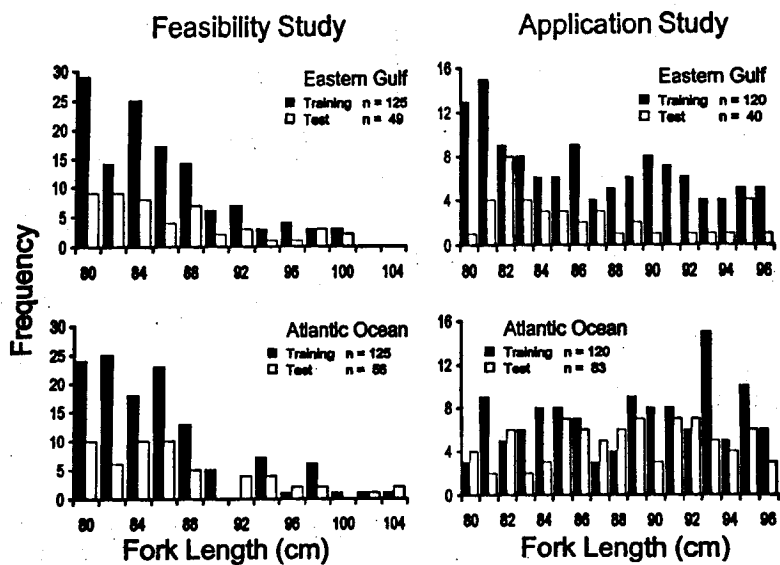 Feasibility Study
Application Study
Frequency
Eastern Gulf
Training n = 125
Test n = 49
30
25
20
15
10
5
0
80 84 88 92 96 100 104
Eastern Gulf
Training n = 120
Test n = 40
16
12
8
4
0
80 82 84 86 88 90 92 94 96
Atlantic Ocean
Training n = 125
Test n = 56
30
25
20
15
10
5
0
80 84 88 92 96 100 104
Fork Length (cm)
Atlantic Ocean
Training n = 120
Test n = 83
16
12
8
4
0
80 82 84 86 88 90 92 94 96
Fork Length (cm)